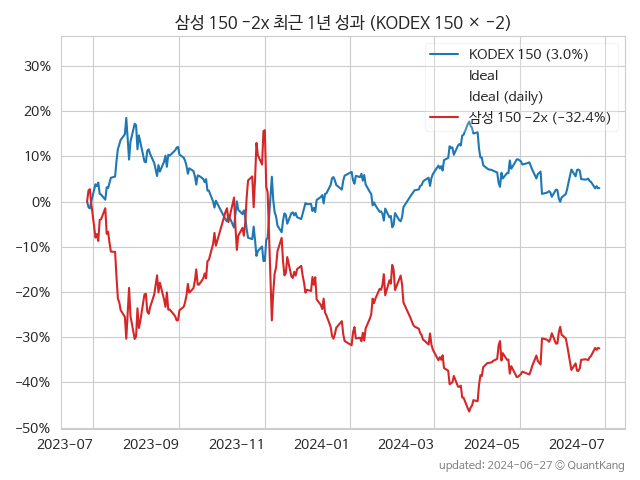 삼성 150 -2x 최근 1년 성과 (KODEX 150 × -2)
KODEX 150 (3.0%)
Ideal
Ideal (daily)
삼성 150 -2x (-32.4%)
30%
20%
10%
0%
-10%
-20%
-30%
-40%
-50%
2023-07 2023-09 2023-11 2024-01 2024-03 2024-05 2024-07
updated: 2024-06-27 © QuantKang